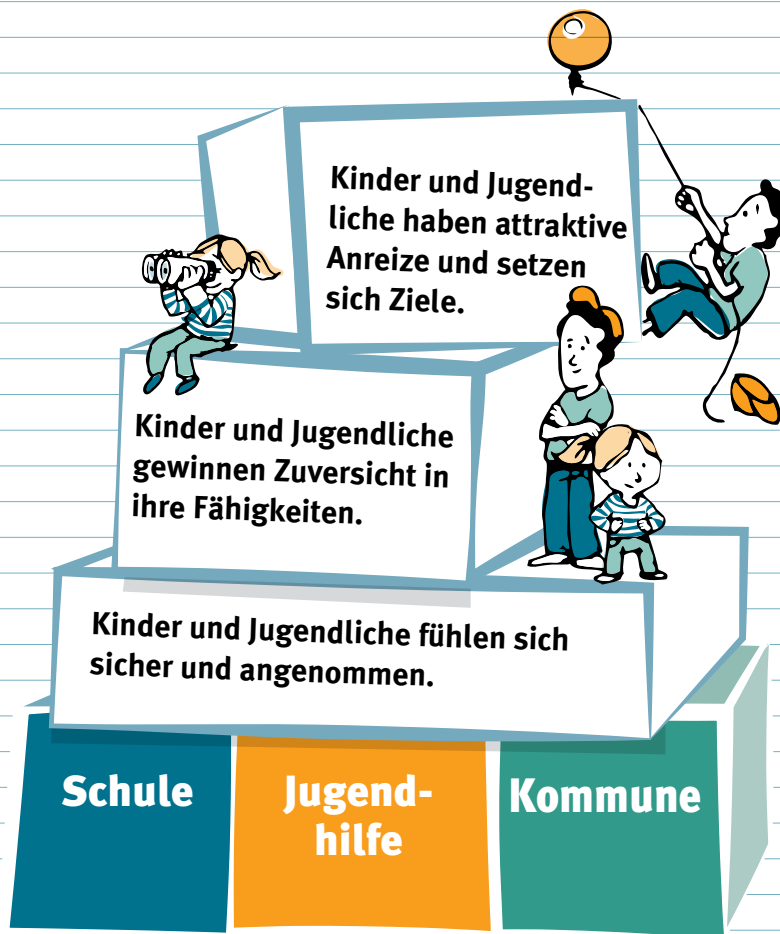 Kinder und Jugend-
liche haben attraktive
Anreize und setzen
sich Ziele.
Kinder und Jugendliche
gewinnen Zuversicht in
ihre Fähigkeiten.
Kinder und Jugendliche fühlen sich
sicher und angenommen.
Schule
Jugend-
hilfe
Kommune